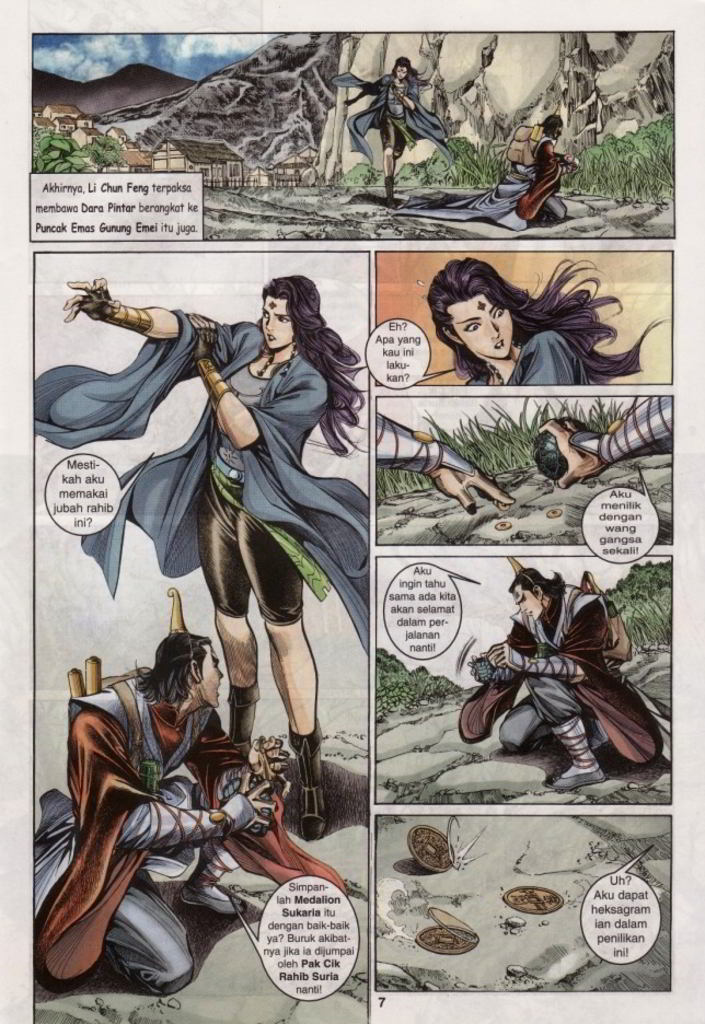 Akhirnya, Li Chun Feng terpaksa
membawa Dara Pintar berangkat ke
Puncak Emas Gunung Emei itu juga.
Mesti-
kah aku
memakai
jubah rahib
ini?
Simpan-
lah Medalion
Sukaria itu
dengan baik-baik
ya? Buruk akibat-
nya jika ia dijumpai
oleh Pak Cik
Rahib Suria
nanti!
Eh?
Apa yang
kau ini
laku-
kan?
Aku
menilik
dengan
wang
gangsa
sekali!
Aku
ingin tahu
sama ada kita
akan selamat
dalam per-
jalanan
nanti!
Uh?
Aku dapat
heksagram
ian dalam
penilikan
ini!
7